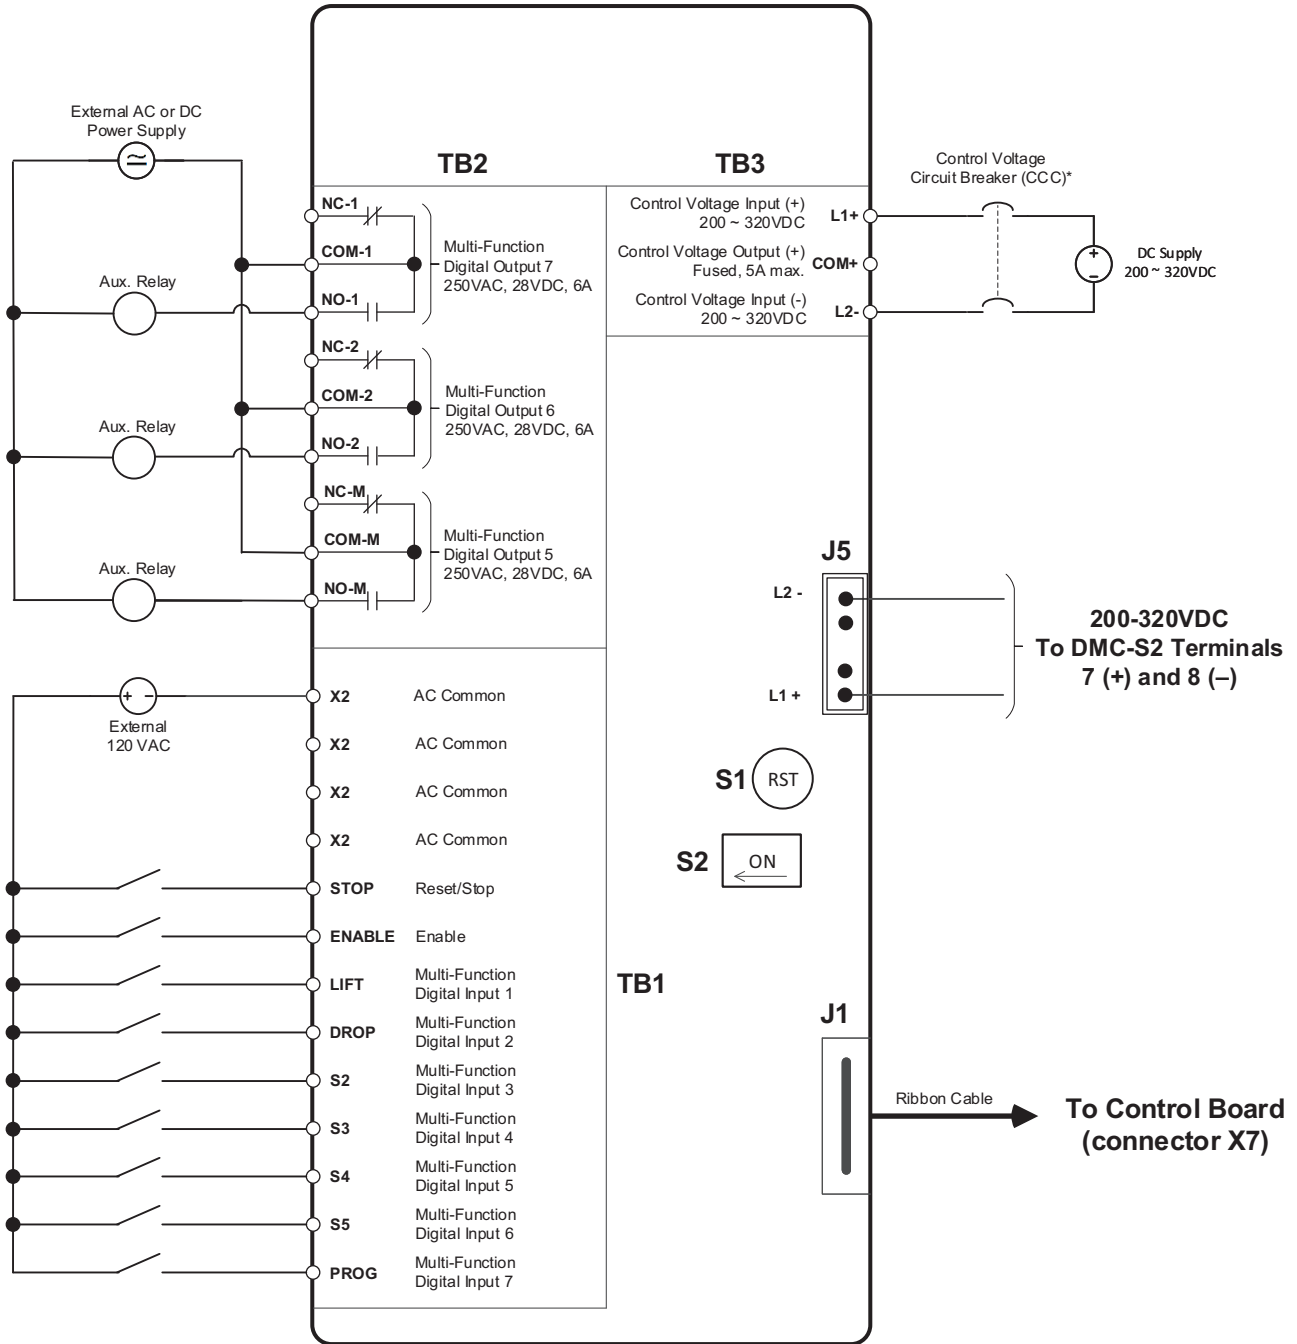 External AC or DC
Power Supply
TB2
TB3
Control Voltage
Circuit Breaker (CCC)*
NC-1
COM-1
NO-1
Multi-Function
Digital Output 7
250VAC, 28VDC, 6A
Aux. Relay
Control Voltage Input (+)
200 ~ 320VDC
L1+
Control Voltage Output (+)
Fused, 5A max.
COM+
Control Voltage Input (-)
200 ~ 320VDC
L2-
+
−
DC Supply
200 ~ 320VDC
NC-2
COM-2
NO-2
Multi-Function
Digital Output 6
250VAC, 28VDC, 6A
Aux. Relay
NC-M
COM-M
NO-M
Multi-Function
Digital Output 5
250VAC, 28VDC, 6A
Aux. Relay
J5
L2 -
L1 +
200-320VDC
To DMC-S2 Terminals
7 (+) and 8 (–)
+ −
External
120 VAC
X2 AC Common
X2 AC Common
X2 AC Common
X2 AC Common
S1 RST
S2 ON
STOP Reset/Stop
ENABLE Enable
LIFT Multi-Function
Digital Input 1
DROP Multi-Function
Digital Input 2
S2 Multi-Function
Digital Input 3
S3 Multi-Function
Digital Input 4
S4 Multi-Function
Digital Input 5
S5 Multi-Function
Digital Input 6
PROG Multi-Function
Digital Input 7
TB1
J1
Ribbon Cable
To Control Board
(connector X7)